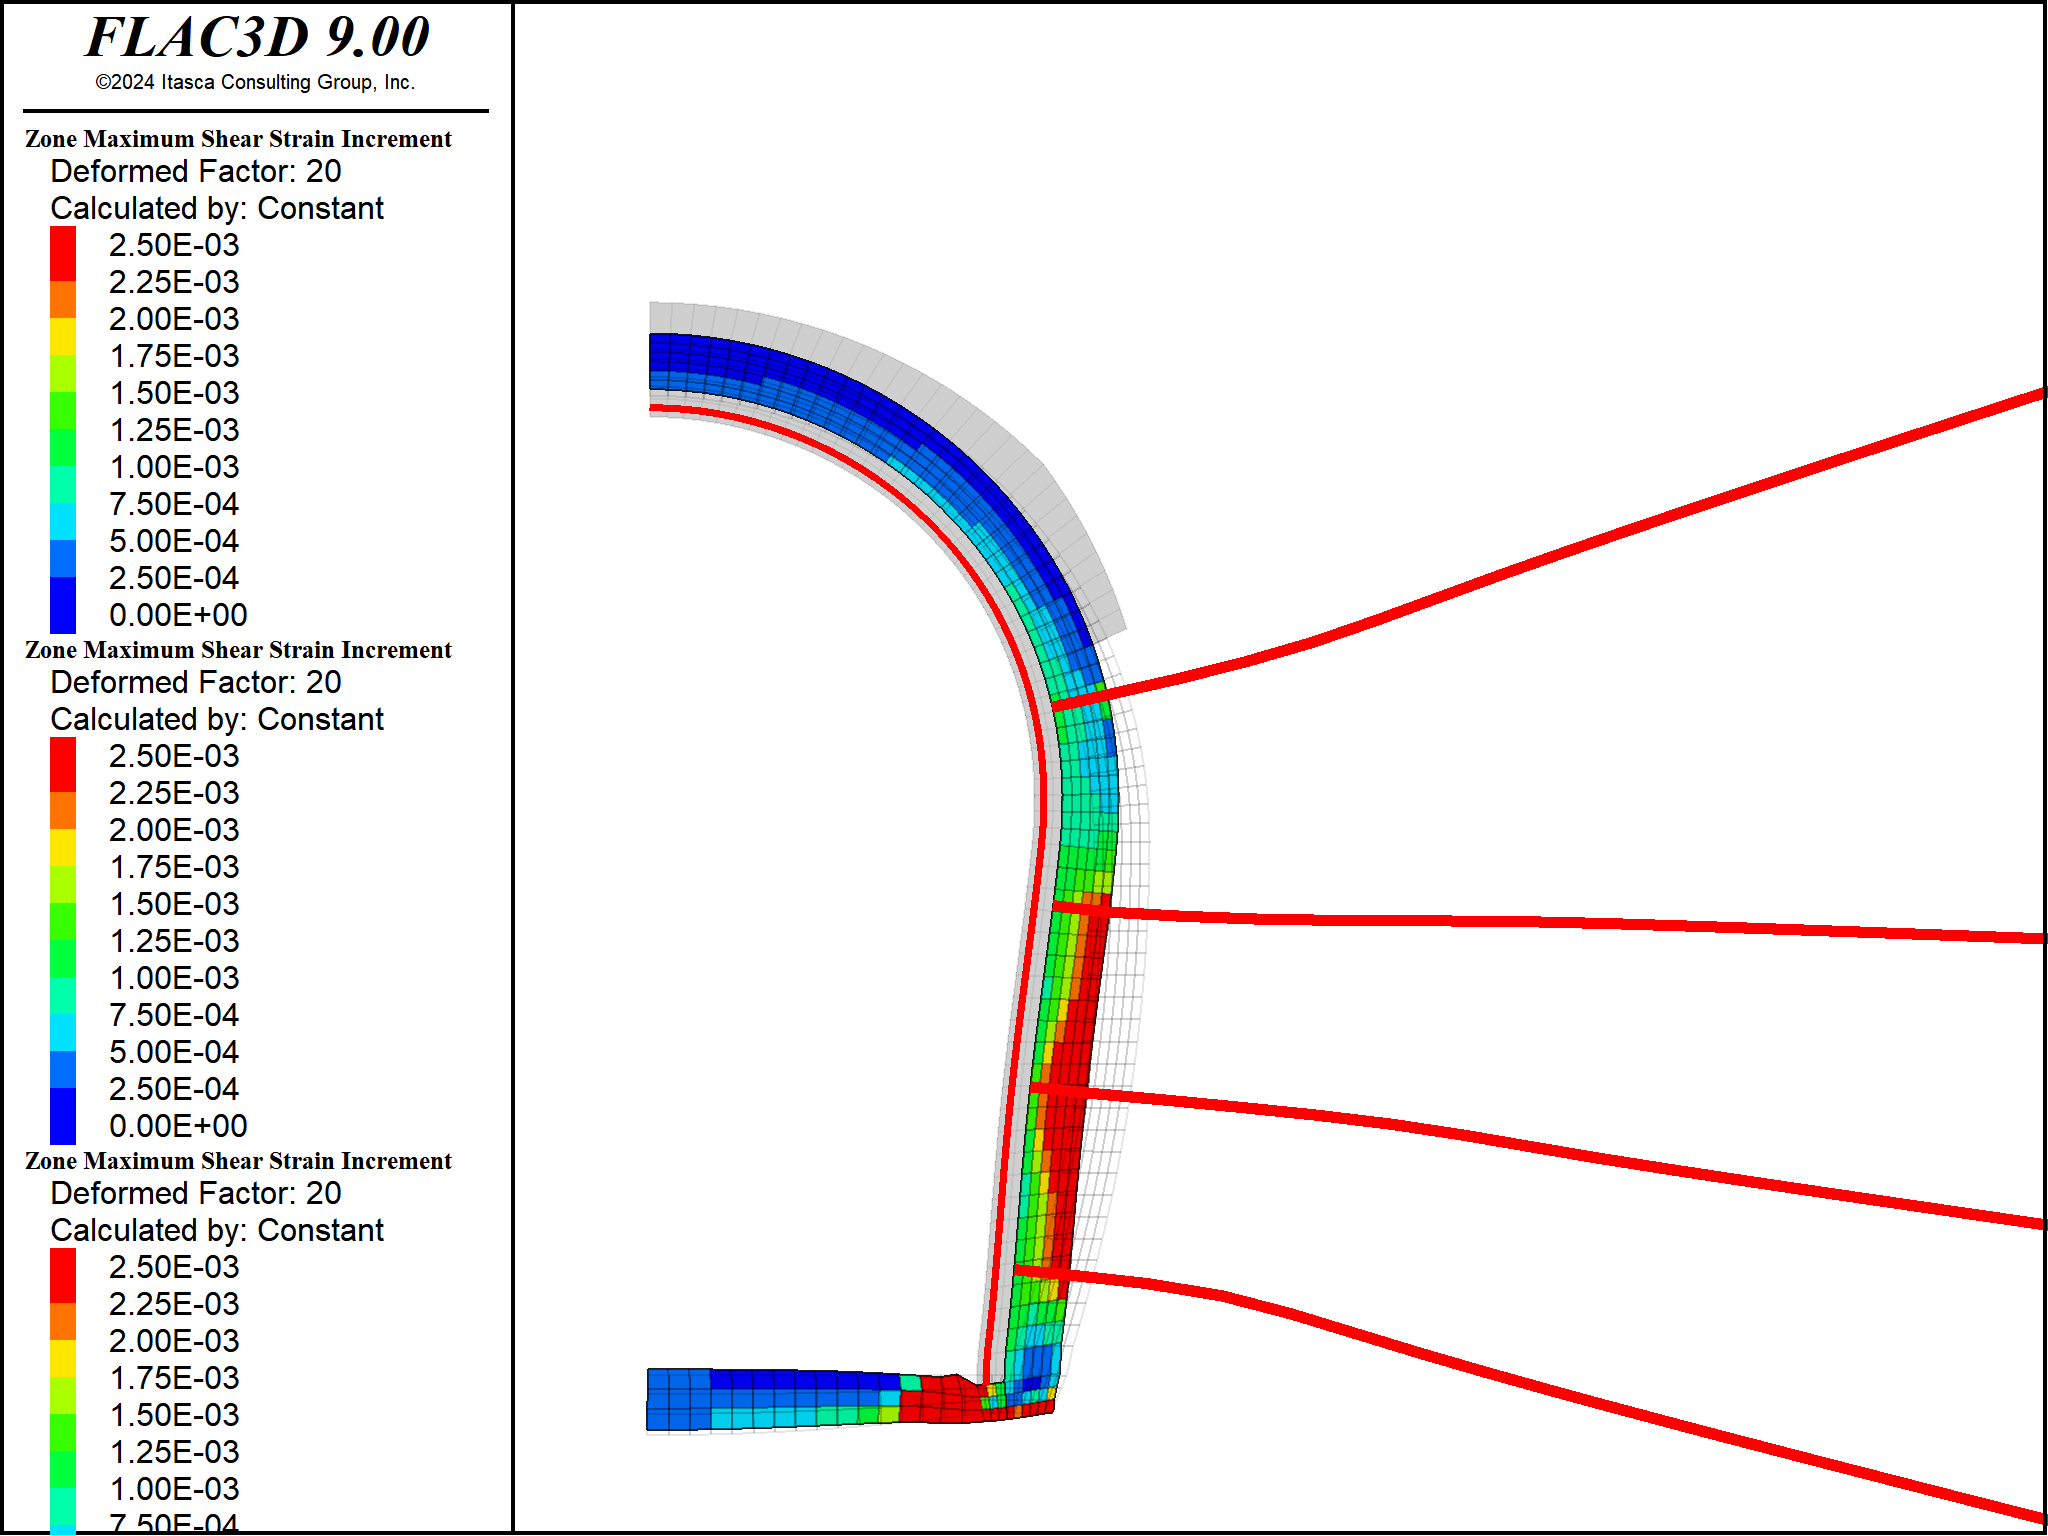 FLAC3D 9.00
©2024 Itasca Consulting Group, Inc.
Zone Maximum Shear Strain Increment
Deformed Factor: 20
Calculated by: Constant
2.50E-03
2.25E-03
2.00E-03
1.75E-03
1.50E-03
1.25E-03
1.00E-03
7.50E-04
5.00E-04
2.50E-04
0.00E+00
Zone Maximum Shear Strain Increment
Deformed Factor: 20
Calculated by: Constant
2.50E-03
2.25E-03
2.00E-03
1.75E-03
1.50E-03
1.25E-03
1.00E-03
7.50E-04
5.00E-04
2.50E-04
0.00E+00
Zone Maximum Shear Strain Increment
Deformed Factor: 20
Calculated by: Constant
2.50E-03
2.25E-03
2.00E-03
1.75E-03
1.50E-03
1.25E-03
1.00E-03
7.50E-04